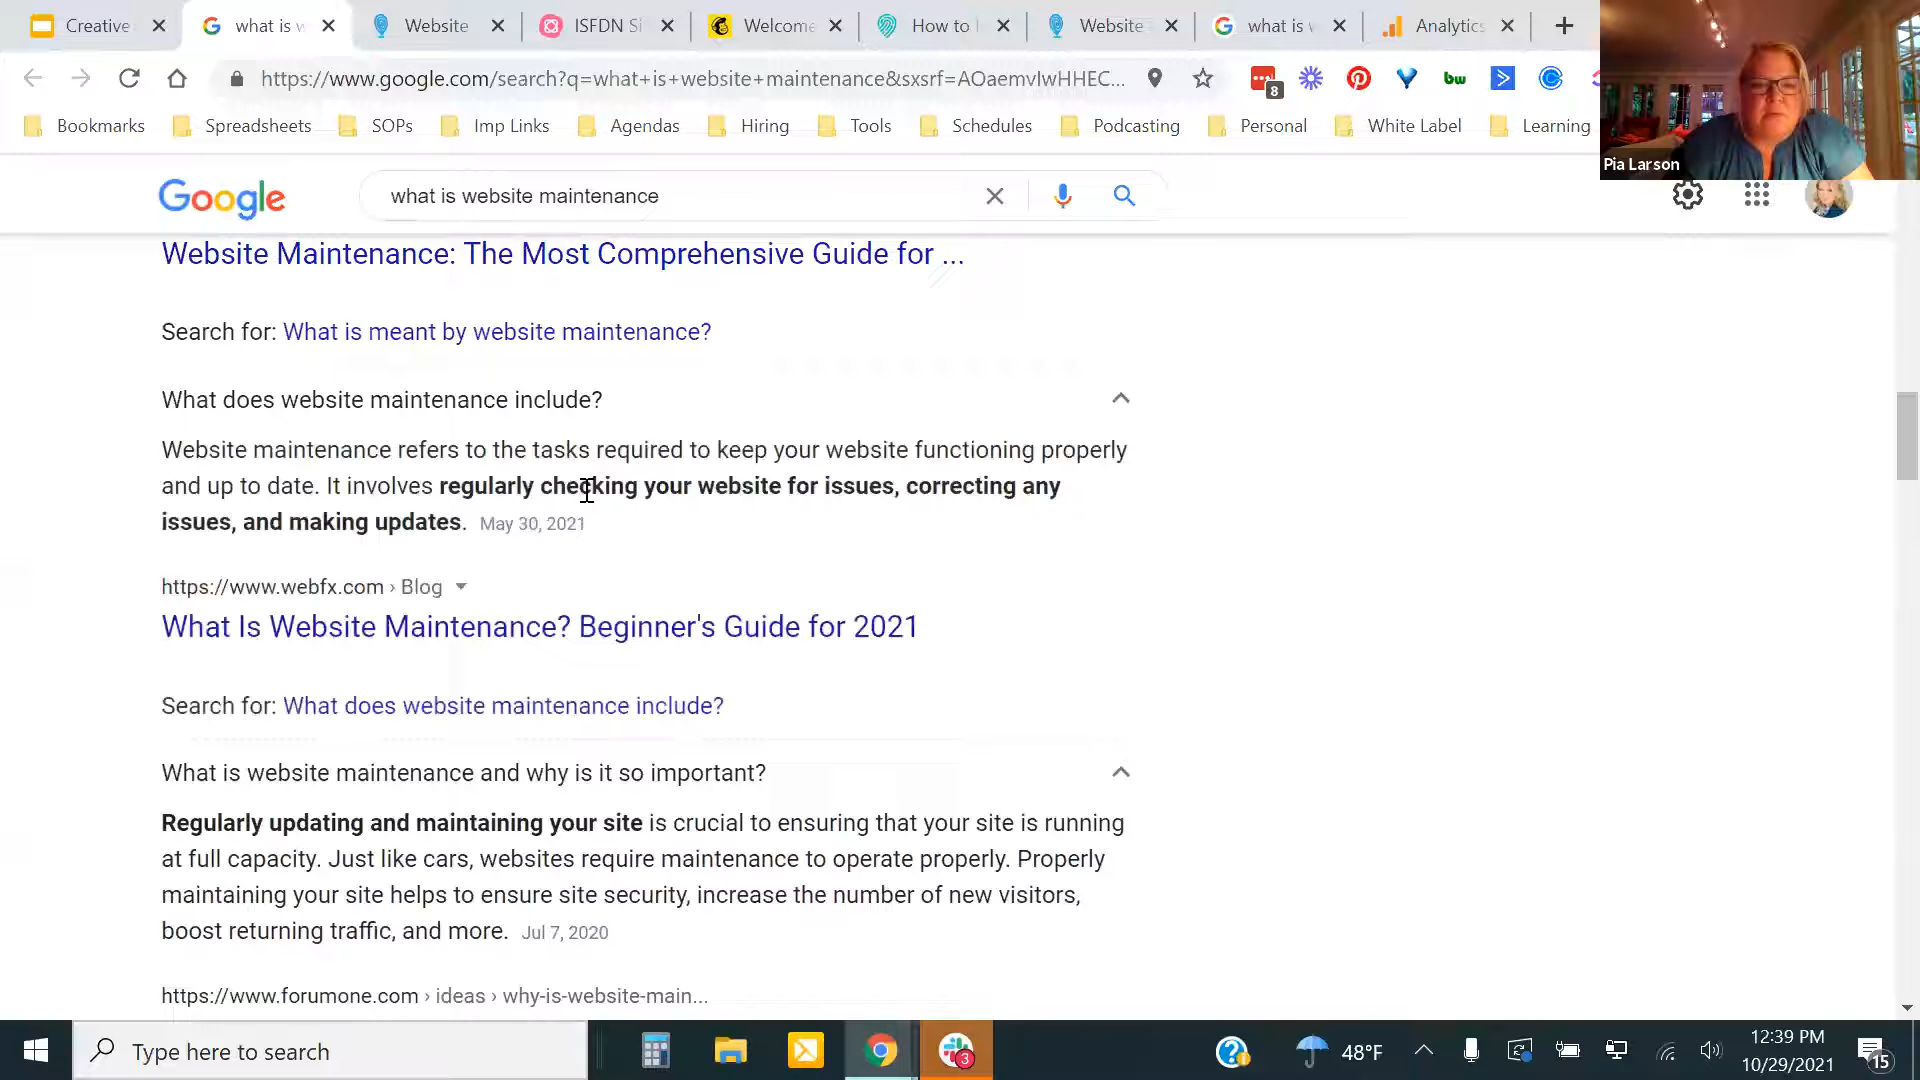 Creative
what is w
Website
ISFDN Si
Welcome
How to
Website
what is w
Analytics
https://www.google.com/search?q=what+is+website+maintenance&sxsrf=AOaemvIwHHEC...
8
bw
Bookmarks
Spreadsheets
SOPs
Imp Links
Agendas
Hiring
Tools
Schedules
Podcasting
Personal
White Label
Learning
Pia Larson
Google
what is website maintenance
Website Maintenance: The Most Comprehensive Guide for ...
Search for: What is meant by website maintenance?
What does website maintenance include?
Website maintenance refers to the tasks required to keep your website functioning properly
and up to date. It involves regularly checking your website for issues, correcting any
issues, and making updates. May 30, 2021
https://www.webfx.com › Blog
What Is Website Maintenance? Beginner's Guide for 2021
Search for: What does website maintenance include?
What is website maintenance and why is it so important?
Regularly updating and maintaining your site is crucial to ensuring that your site is running
at full capacity. Just like cars, websites require maintenance to operate properly. Properly
maintaining your site helps to ensure site security, increase the number of new visitors,
boost returning traffic, and more. Jul 7, 2020
https://www.forumone.com › ideas › why-is-website-main...
Type here to search
3
48°F
12:39 PM
10/29/2021
15